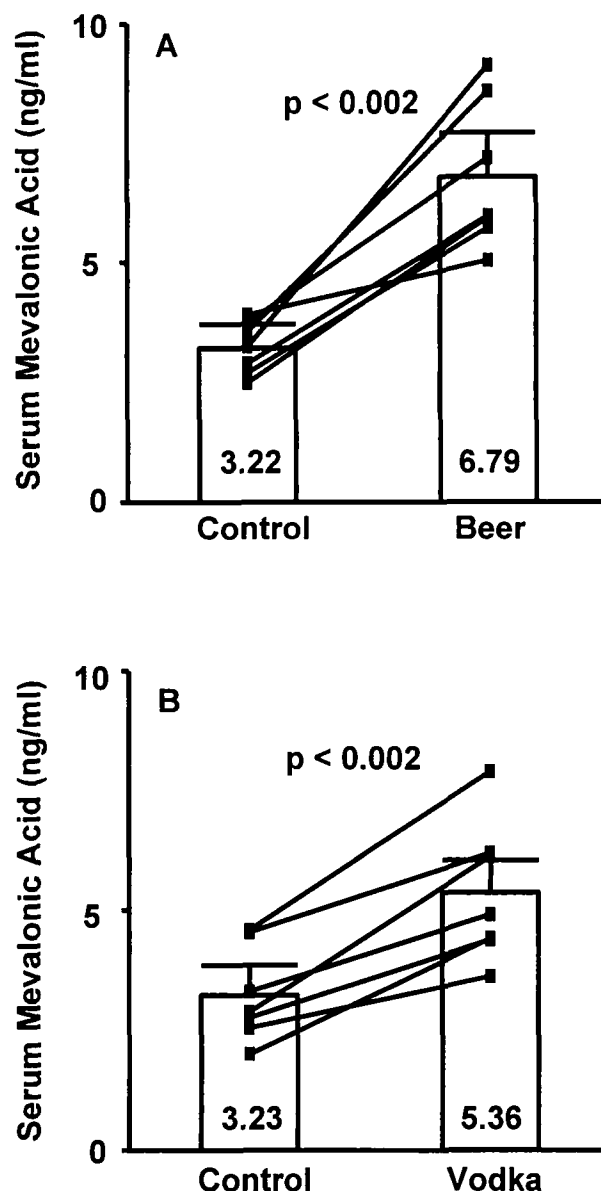 10
A
p < 0.002
5
0
3.22
6.79
Control
Beer
Serum Mevalonic Acid (ng/ml)
10
B
p < 0.002
5
0
3.23
5.36
Control
Vodka
Serum Mevalonic Acid (ng/ml)